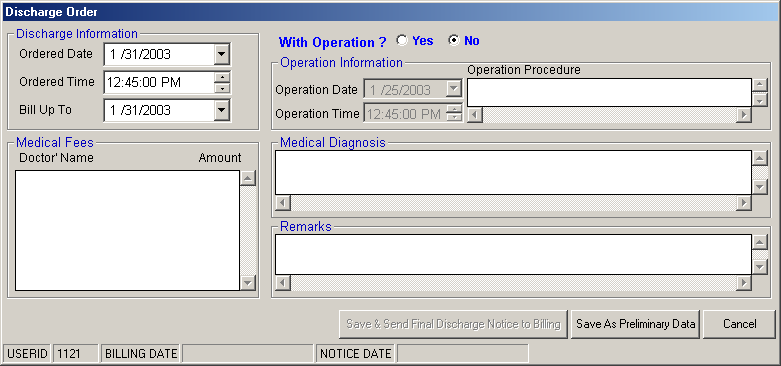 Discharge Order
Discharge Information
Ordered Date 1 /31/2003
Ordered Time 12:45:00 PM
Bill Up To 1 /31/2003
With Operation ? Yes No
Operation Information
Operation Date 1 /25/2003
Operation Time 12:45:00 PM
Operation Procedure
Medical Fees
Doctor' Name Amount
Medical Diagnosis
Remarks
Save & Send Final Discharge Notice to Billing Save As Preliminary Data Cancel
USERID 1121 BILLING DATE NOTICE DATE